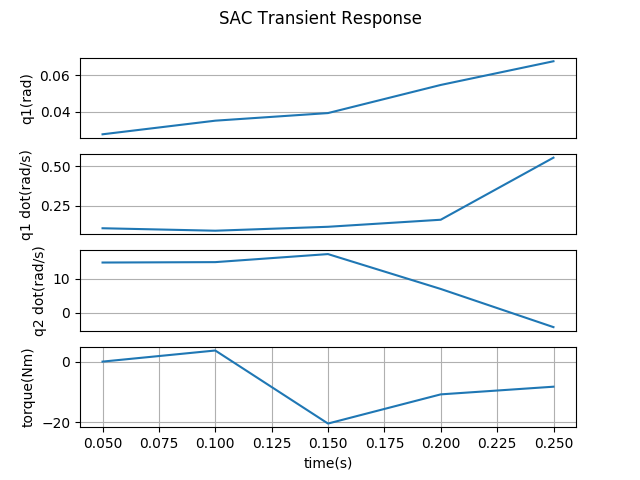 SAC Transient Response
q1(rad)
0.06
0.04
q1 dot(rad/s)
0.50
0.25
q2 dot(rad/s)
10
0
torque(Nm)
0
−20
0.050 0.075 0.100 0.125 0.150 0.175 0.200 0.225 0.250
time(s)